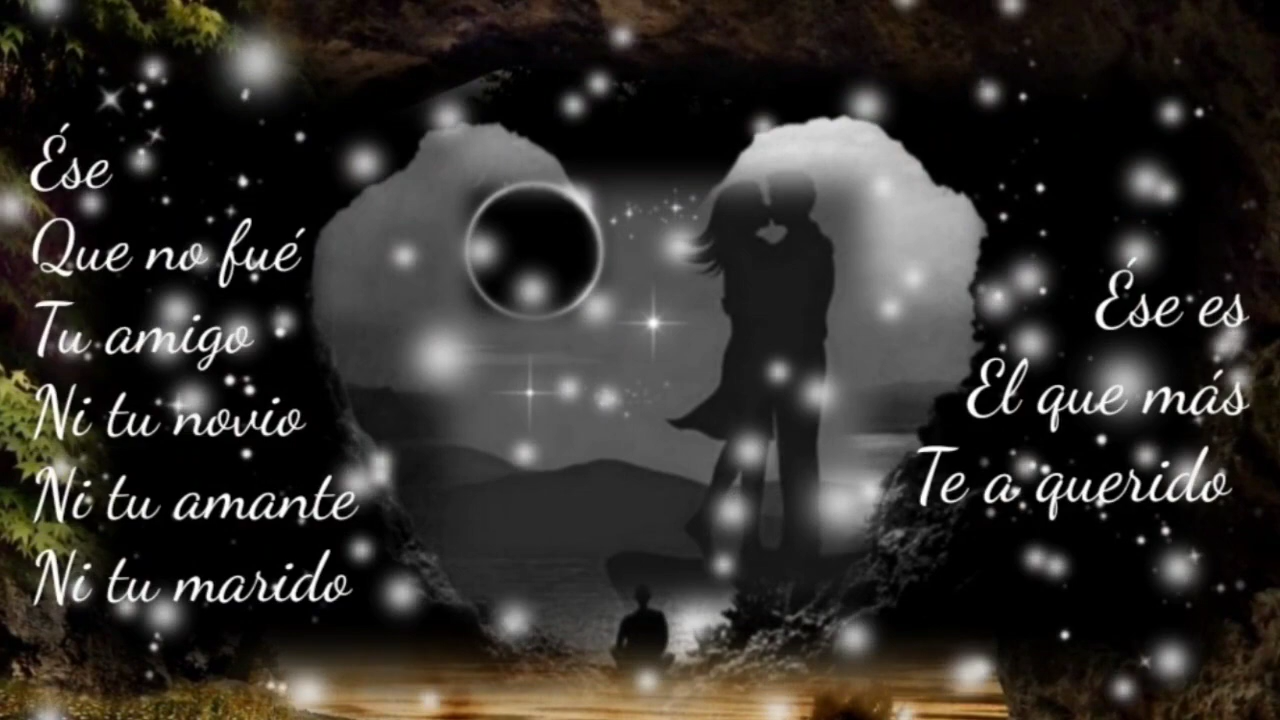 Ése
Que no fué
Tu amigo
Ni tu novio
Ni tu amante
Ni tu marido
Ése es
El que más
Te a querido